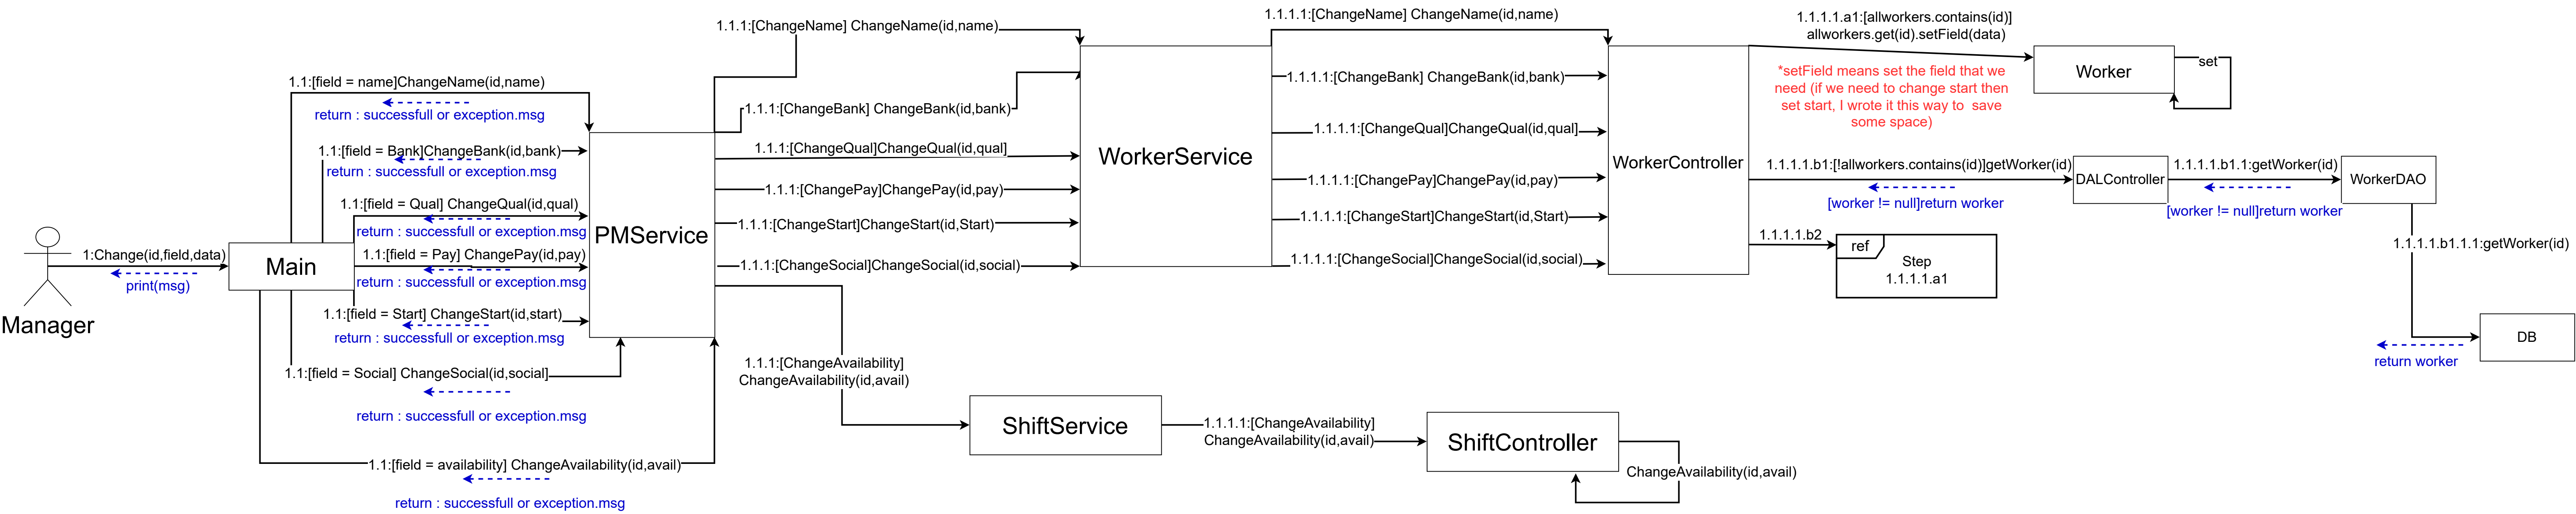 Manager
1:Change(id,field,data)
print(msg)
Main
1.1:[field = name]ChangeName(id,name)
return : successfull or exception.msg
1.1:[field = Bank]ChangeBank(id,bank)
return : successfull or exception.msg
1.1:[field = Qual] ChangeQual(id,qual)
return : successfull or exception.msg
1.1:[field = Pay] ChangePay(id,pay)
return : successfull or exception.msg
1.1:[field = Start] ChangeStart(id,start)
return : successfull or exception.msg
1.1:[field = Social] ChangeSocial(id,social]
return : successfull or exception.msg
1.1:[field = availability] ChangeAvailability(id,avail)
return : successfull or exception.msg
PMService
1.1.1:[ChangeName] ChangeName(id,name)
1.1.1:[ChangeBank] ChangeBank(id,bank)
1.1.1:[ChangeQual]ChangeQual(id,qual]
1.1.1:[ChangePay]ChangePay(id,pay)
1.1.1:[ChangeStart]ChangeStart(id,Start)
1.1.1:[ChangeSocial]ChangeSocial(id,social)
1.1.1:[ChangeAvailability]
ChangeAvailability(id,avail)
WorkerService
1.1.1.1:[ChangeName] ChangeName(id,name)
1.1.1.1:[ChangeBank] ChangeBank(id,bank)
1.1.1.1:[ChangeQual]ChangeQual(id,qual]
1.1.1.1:[ChangePay]ChangePay(id,pay)
1.1.1.1:[ChangeStart]ChangeStart(id,Start)
1.1.1.1:[ChangeSocial]ChangeSocial(id,social)
ShiftService
1.1.1.1:[ChangeAvailability]
ChangeAvailability(id,avail)
ShiftController
ChangeAvailability(id,avail)
WorkerController
1.1.1.1.a1:[allworkers.contains(id)]
allworkers.get(id).setField(data)
*setField means set the field that we
need (if we need to change start then
set start, I wrote it this way to save
some space)
Worker
set
1.1.1.1.b1:[!allworkers.contains(id)]getWorker(id)
[worker != null]return worker
DALController
1.1.1.1.b1.1:getWorker(id)
[worker != null]return worker
WorkerDAO
1.1.1.1.b2
ref
Step
1.1.1.1.a1
1.1.1.1.b1.1.1:getWorker(id)
return worker
DB